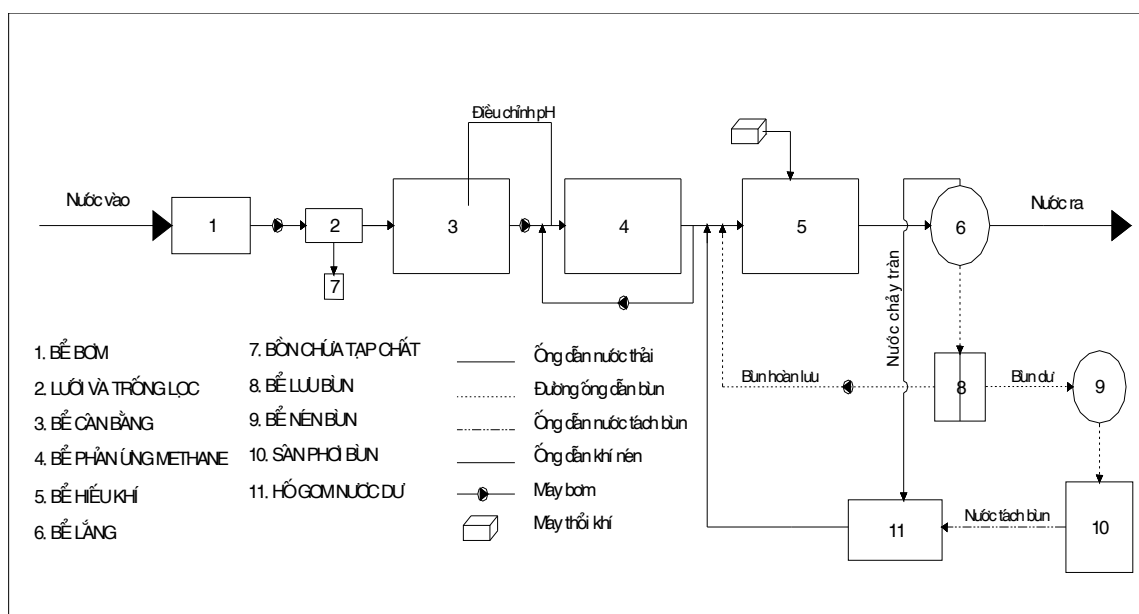 Điều chỉnh pH
Nước vào
Nước ra
1
2
3
4
5
6
7
Nước chảy tràn
1. BỂ BƠM
2. LƯỚI VÀ TRỐNG LỌC
3. BỂ CÂN BẰNG
4. BỂ PHẢN ỨNG METHANE
5. BỂ HIẾU KHÍ
6. BỂ LẮNG
7. BỒN CHỨA TẠP CHẤT
8. BỂ LƯU BÙN
9. BỂ NÉN BÙN
10. SÂN PHƠI BÙN
11. HỐ GOM NƯỚC DƯ
Ống dẫn nước thải
Đường ống dẫn bùn
Ống dẫn nước tách bùn
Ống dẫn khí nén
May bơm
May thổi khí
Bùn hoàn lưu
8
Bùn dư
9
11
Nước tách bùn
10